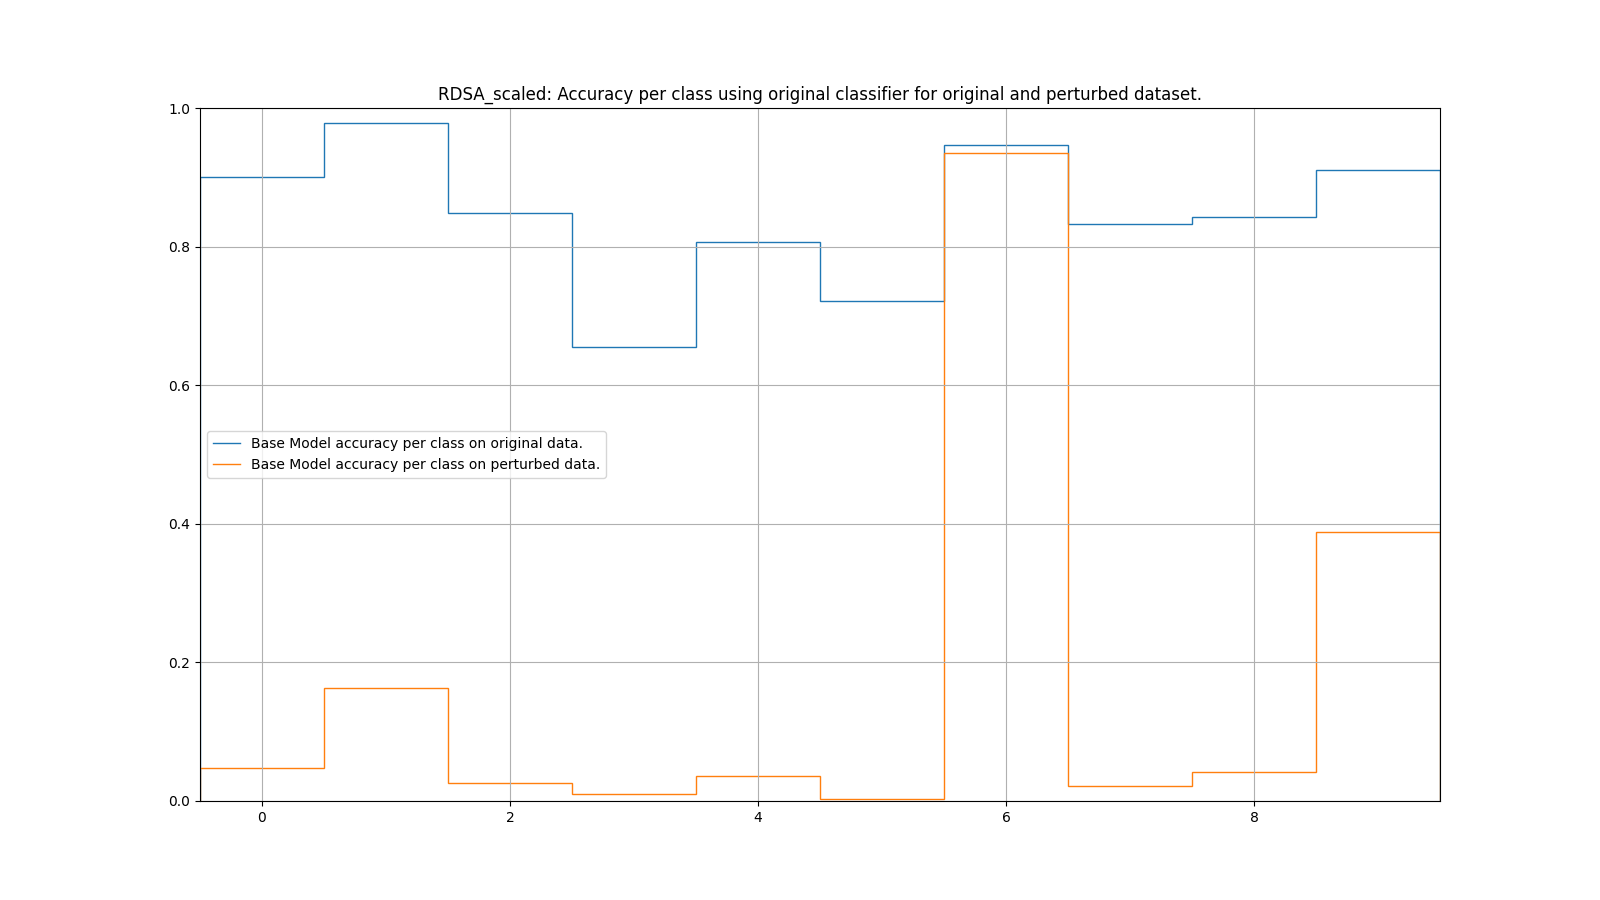 RDSA_scaled: Accuracy per class using original classifier for original and perturbed dataset.
1.0
0.8
0.6
Base Model accuracy per class on original data.
Base Model accuracy per class on perturbed data.
0.4
0.2
0.0
0 2 4 6 8